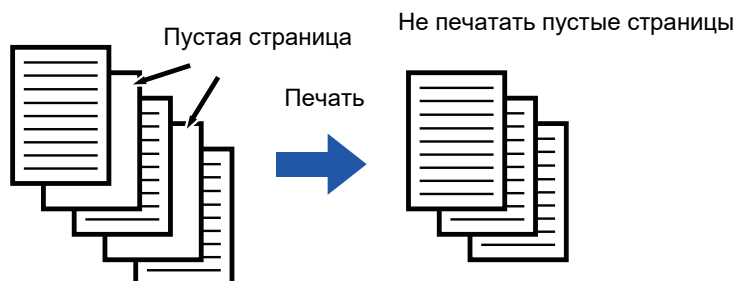 Пустая страница
Не печатать пустые страницы
Печать